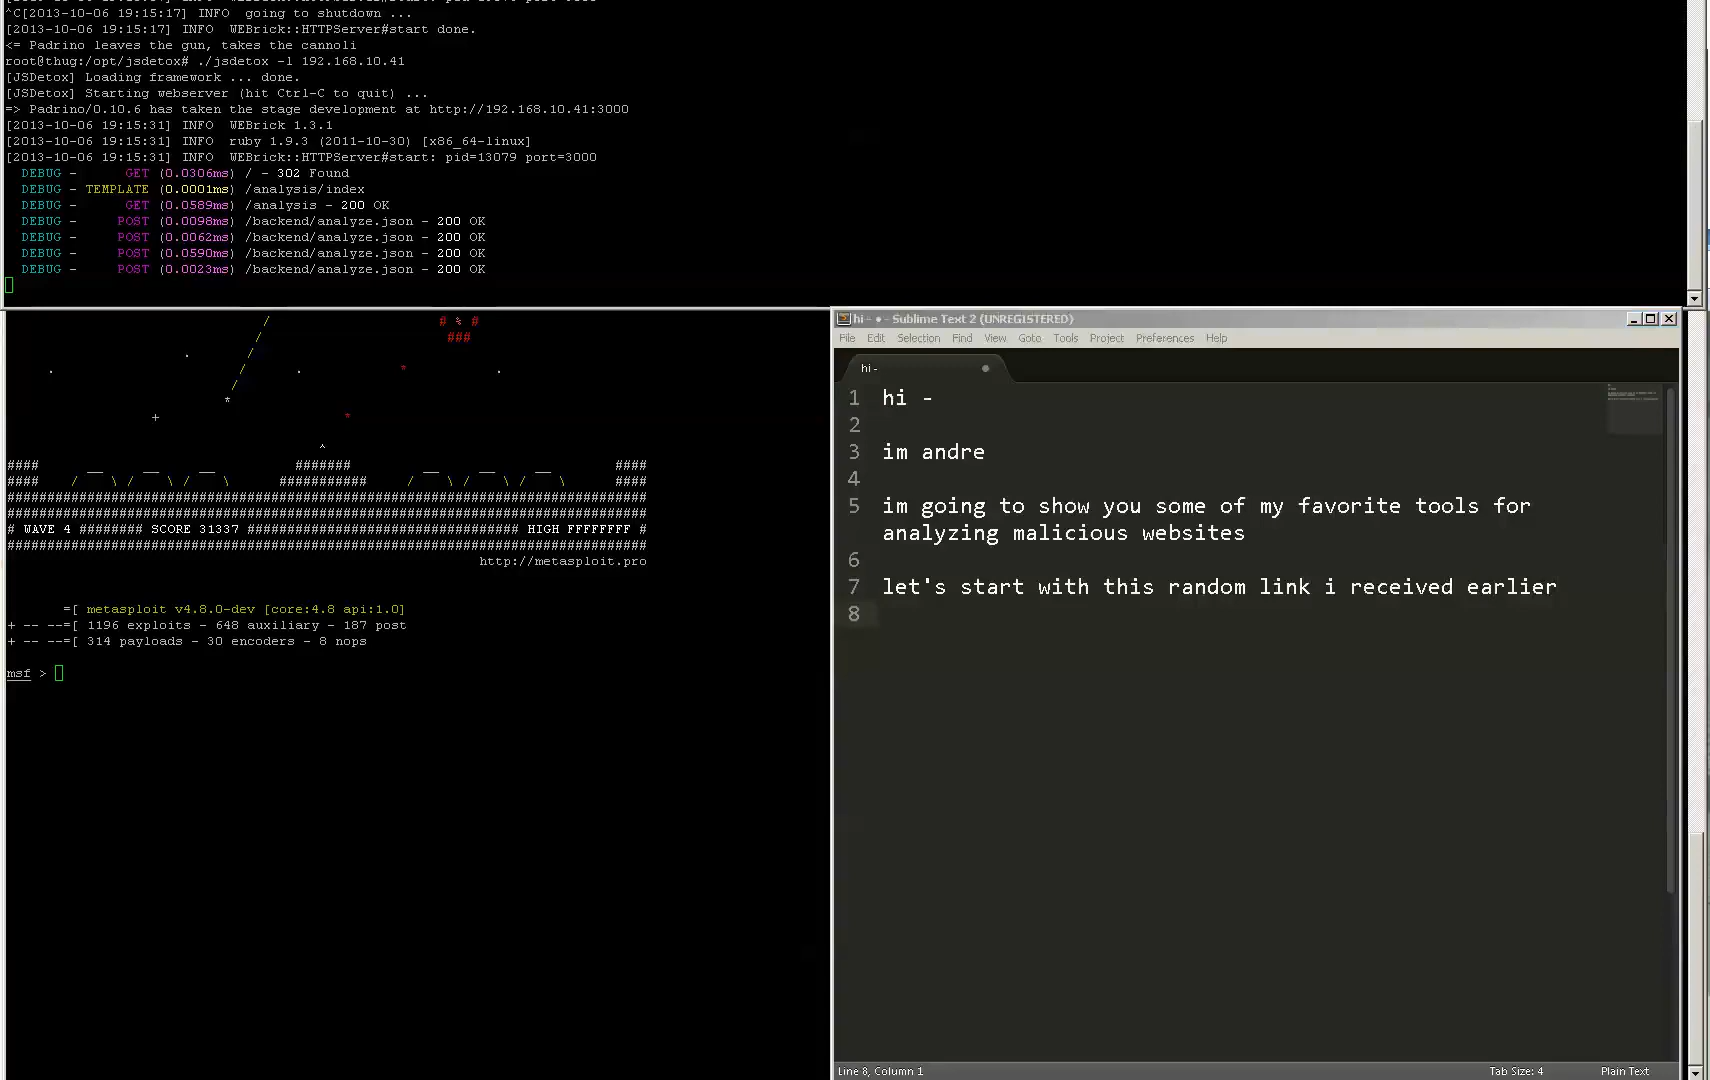 ^C[2013-10-06 19:15:17] INFO  going to shutdown ...
[2013-10-06 19:15:17] INFO  WEBrick::HTTPServer#start done.
<= Padrino leaves the gun, takes the cannoli
root@thug:/opt/jsdetox# ./jsdetox -l 192.168.10.41
[JSDetox] Loading framework ... done.
[JSDetox] Starting webserver (hit Ctrl-C to quit) ...
=> Padrino/0.10.6 has taken the stage development at http://192.168.10.41:3000
[2013-10-06 19:15:31] INFO  WEBrick 1.3.1
[2013-10-06 19:15:31] INFO  ruby 1.9.3 (2011-10-30) [x86_64-linux]
[2013-10-06 19:15:31] INFO  WEBrick::HTTPServer#start: pid=13079 port=3000
DEBUG -      GET (0.0306ms) / - 302 Found
DEBUG - TEMPLATE (0.0001ms) /analysis/index
DEBUG -      GET (0.0589ms) /analysis - 200 OK
DEBUG -     POST (0.0098ms) /backend/analyze.json - 200 OK
DEBUG -     POST (0.0062ms) /backend/analyze.json - 200 OK
DEBUG -     POST (0.0590ms) /backend/analyze.json - 200 OK
DEBUG -     POST (0.0023ms) /backend/analyze.json - 200 OK
# WAVE 4 ######## SCORE 31337 ################################## HIGH FFFFFFFF #
http://metasploit.pro
=[ metasploit v4.8.0-dev [core:4.8 api:1.0]
+ -- --=[ 1196 exploits - 648 auxiliary - 187 post
+ -- --=[ 314 payloads - 30 encoders - 8 nops
msf >
hi - • - Sublime Text 2 (UNREGISTERED)
File Edit Selection Find View Goto Tools Project Preferences Help
hi -
1 hi -
2
3 im andre
4
5 im going to show you some of my favorite tools for
analyzing malicious websites
6
7 let's start with this random link i received earlier
8
Line 8, Column 1 Tab Size: 4 Plain Text